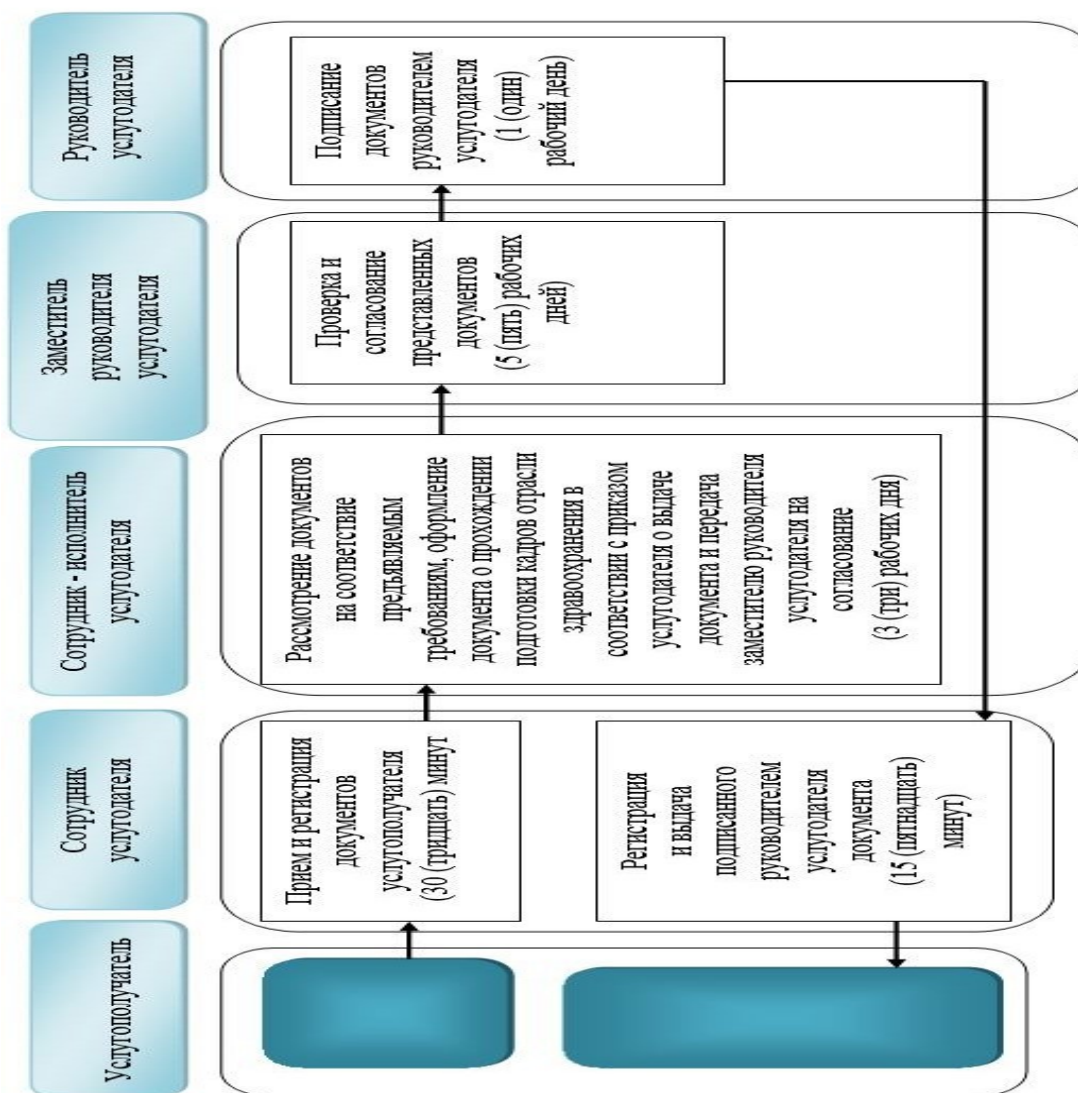 Услугополучатель
Сотрудник
услугодателя
Сотрудник - исполнитель
услугодателя
Заместитель
руководителя
услугодателя
Руководитель
услугодателя
Прием и регистрация
документов
услугополучателя
(30 (тридцать) минут
Рассмотрение документов
на соответствие
предъявляемым
требованиям, оформление
документа о прохождении
подготовки кадров отрасли
здравоохранения в
соответствии с приказом
услугодателя о выдаче
документа и передача
заместителю руководителя
услугодателя на
согласование
(3 (три) рабочих дня)
Проверка и
согласование
представленных
документов
(5 (пять) рабочих
дней)
Подписание
документов
руководителем
услугодателя
(1 (один)
рабочий день)
Регистрация
и выдача
подписанного
руководителем
услугодателя
документа
(15 (пятнадцать)
минут)